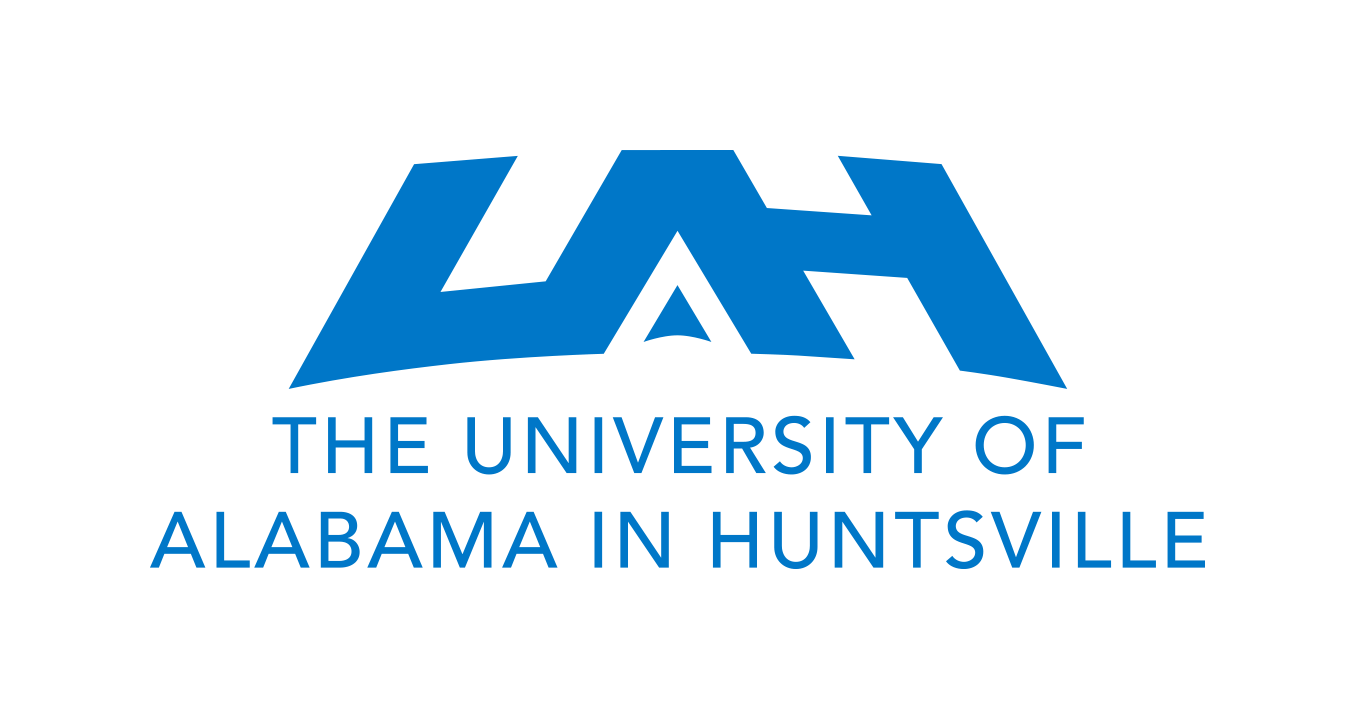 UAH
THE UNIVERSITY OF
ALABAMA IN HUNTSVILLE